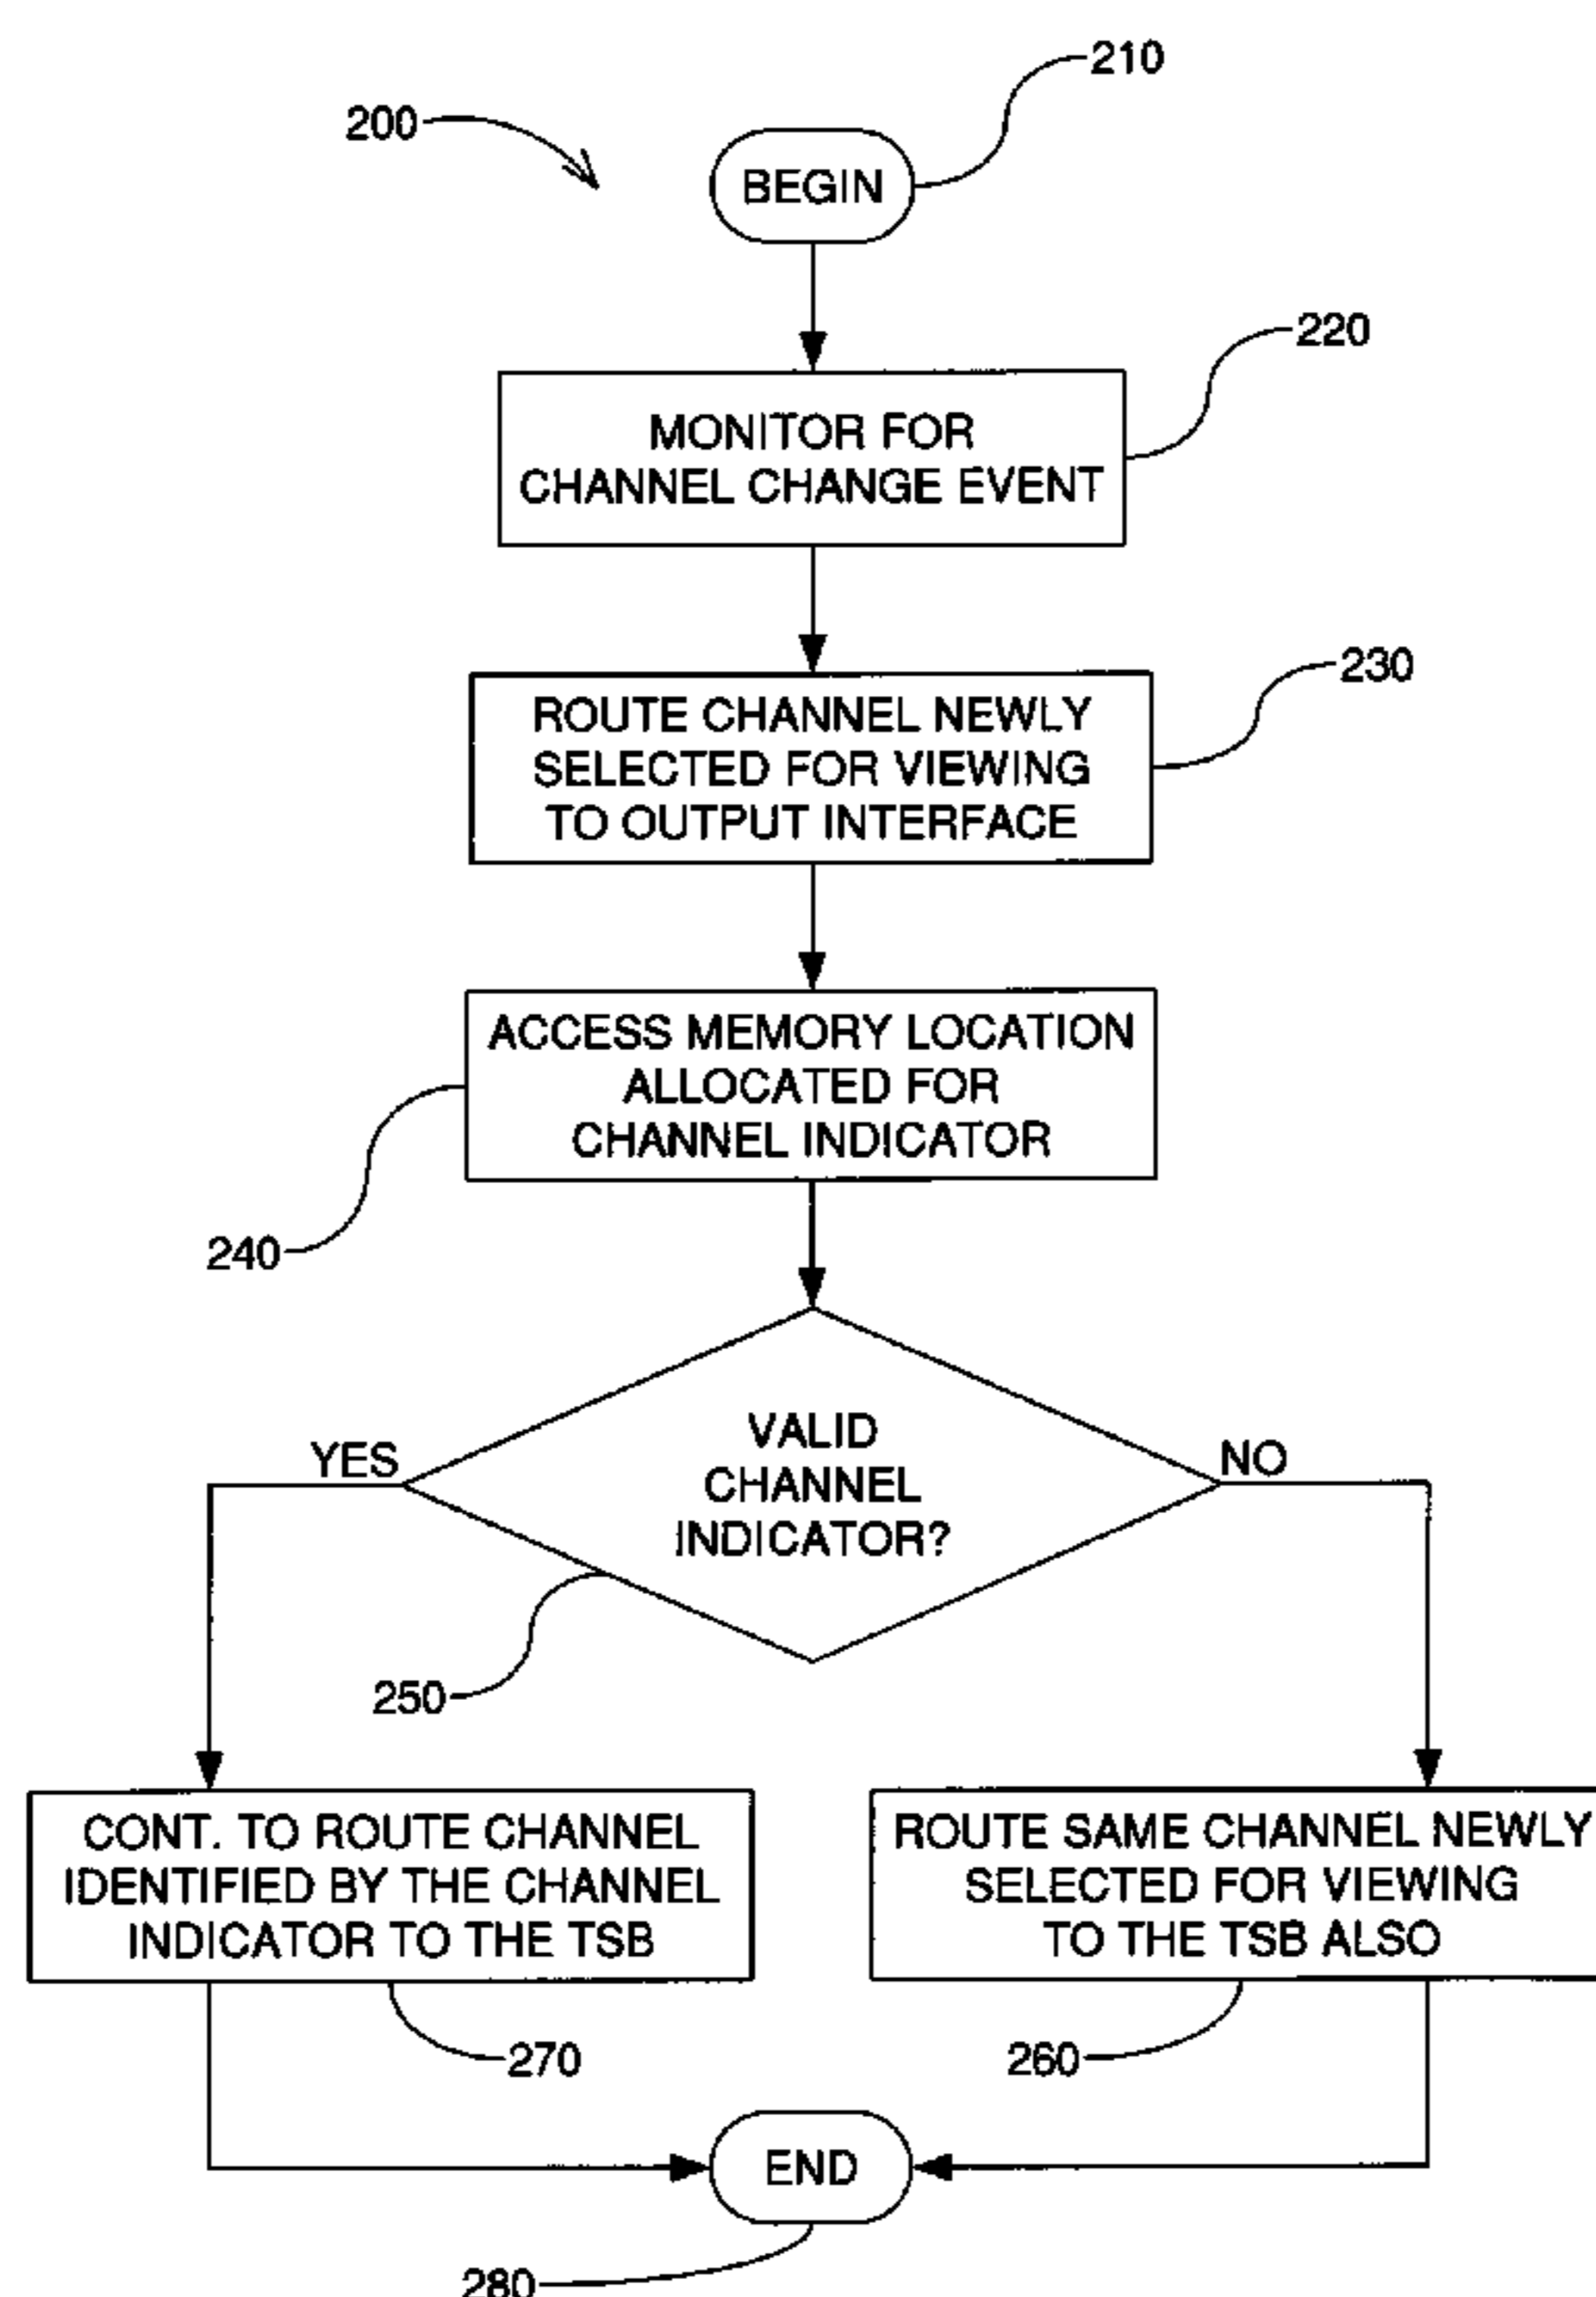 210
200
BEGIN
220
MONITOR FOR
CHANNEL CHANGE EVENT
230
ROUTE CHANNEL NEWLY
SELECTED FOR VIEWING
TO OUTPUT INTERFACE
ACCESS MEMORY LOCATION
ALLOCATED FOR
CHANNEL INDICATOR
240
VALID
CHANNEL
INDICATOR?
YES
NO
250
CONT. TO ROUTE CHANNEL
IDENTIFIED BY THE CHANNEL
INDICATOR TO THE TSB
ROUTE SAME CHANNEL NEWLY
SELECTED FOR VIEWING
TO THE TSB ALSO
270
260
END
280